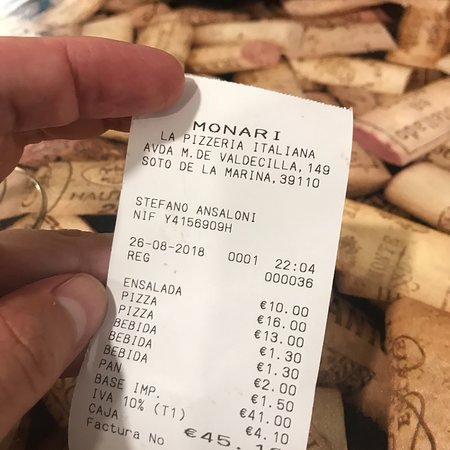 MONARI
LA PIZZERIA ITALIANA
AVDA M.DE VALDECILLA,149
SOTO DE LA MARINA,39110
STEFANO ANSALONI
NIF Y4156909H
26-08-2018 0001 22:04
REG 000036
ENSALADA €10.00
PIZZA €16.00
PIZZA €13.00
BEBIDA €1.30
BEBIDA €1.30
BEBIDA €2.00
PAN €1.50
BASE IMP. €41.00
IVA 10% (T1) €4.10
CAJA €45.10
Factura No